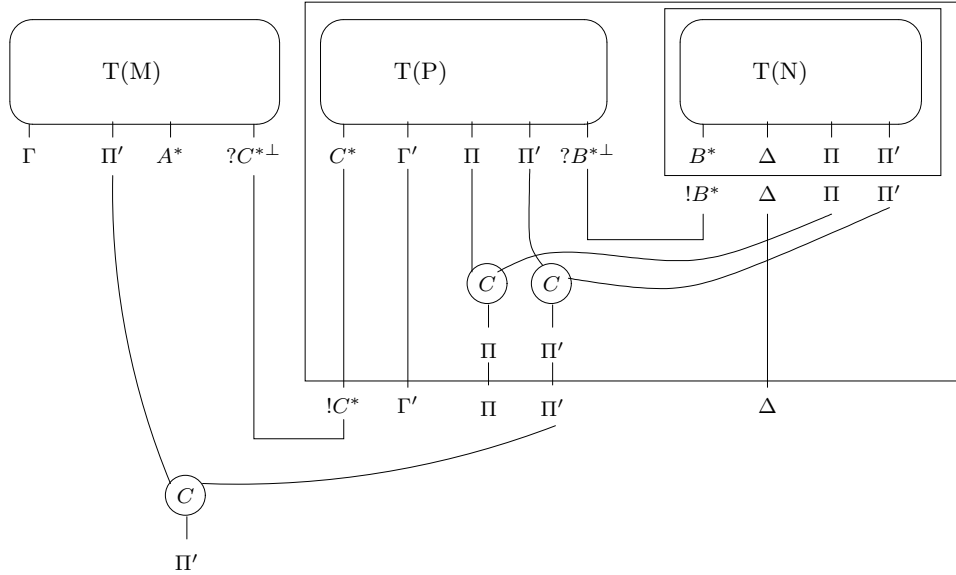 T(M) T(P) T(N)
Γ Π′ A* ?C*⊥ C* Γ′ Π Π′ ?B*⊥ B* Δ Π Π′
!B* Δ Π Π′
C C
Π Π′
!C* Γ′ Π Π′ Δ
C
Π′